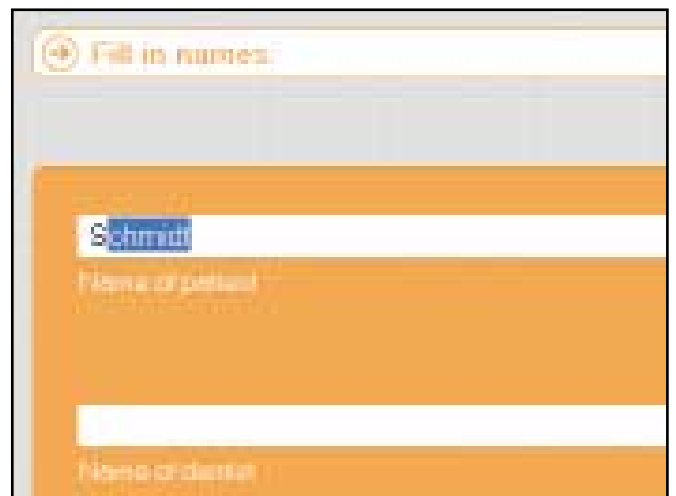 Fill in names.
Schmidt
Name of patient
Name of dentist